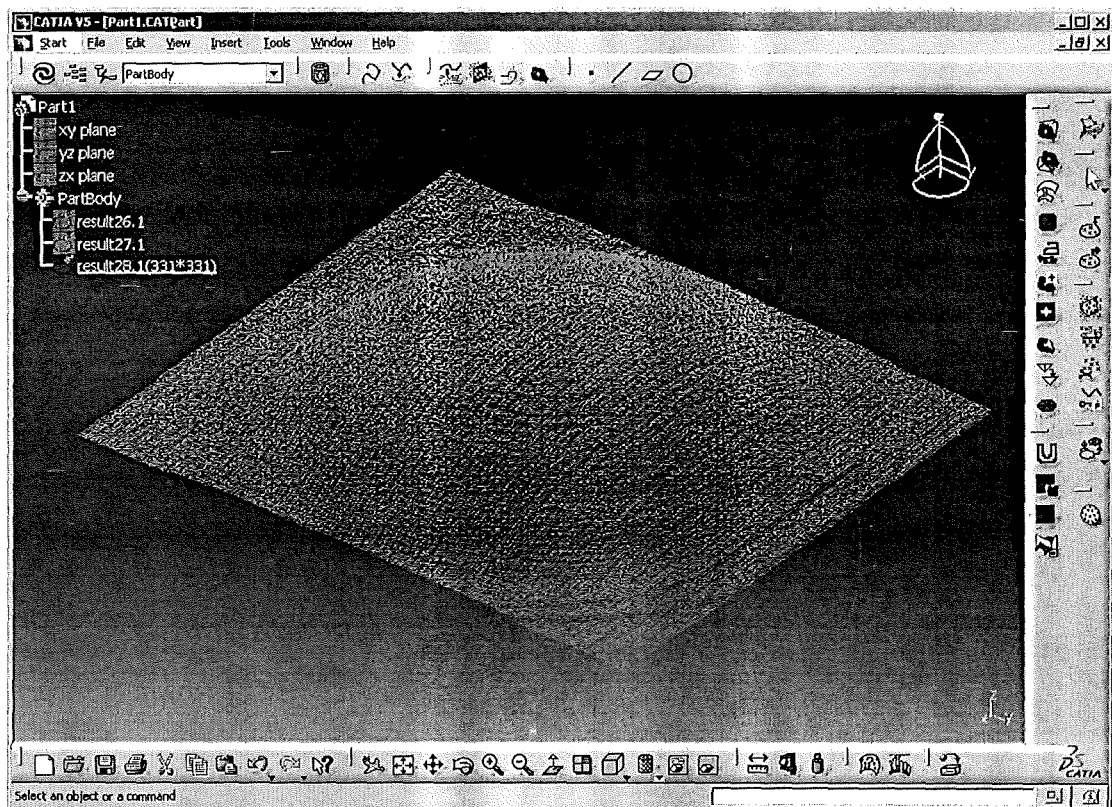 CATIA V5 - [Part1.CATPart]
Start File Edit View Insert Tools Window Help
PartBody
Part1
xy plane
yz plane
zx plane
PartBody
result26.1
result27.1
result28.1(331*331)
z
x y
CATIA
Select an object or a command